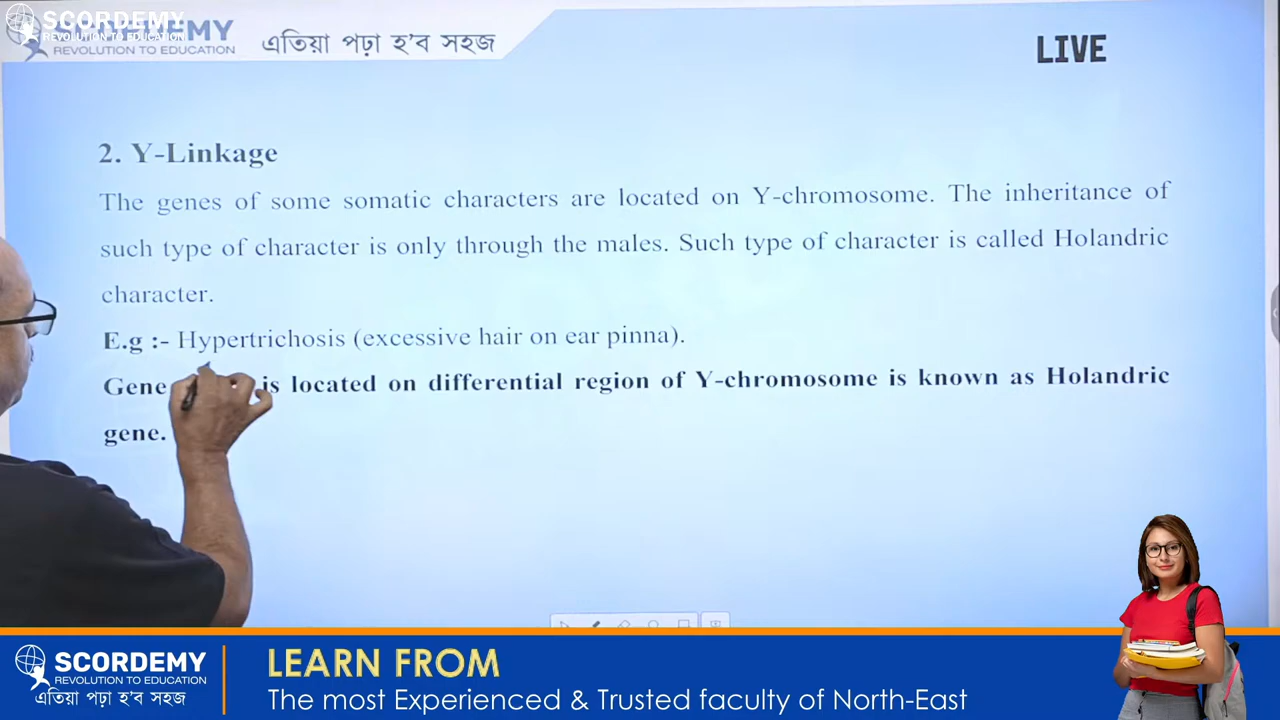 SCORDEMY
REVOLUTION TO EDUCATION
এতিয়া পঢ়া হ'ব সহজ
LIVE
2. Y-Linkage
The genes of some somatic characters are located on Y-chromosome. The inheritance of
such type of character is only through the males. Such type of character is called Holandric
character.
E.g :- Hypertrichosis (excessive hair on ear pinna).
Gene is located on differential region of Y-chromosome is known as Holandric
gene.
SCORDEMY
REVOLUTION TO EDUCATION
এতিয়া পঢ়া হ'ব সহজ
LEARN FROM
The most Experienced & Trusted faculty of North-East